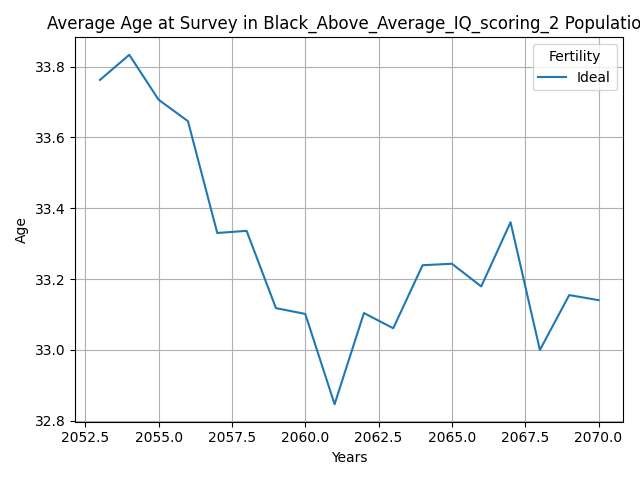 Average Age at Survey in Black_Above_Average_IQ_scoring_2 Populatio
Fertility
Ideal
33.8
33.6
33.4
33.2
33.0
32.8
Age
2052.5 2055.0 2057.5 2060.0 2062.5 2065.0 2067.5 2070.0
Years